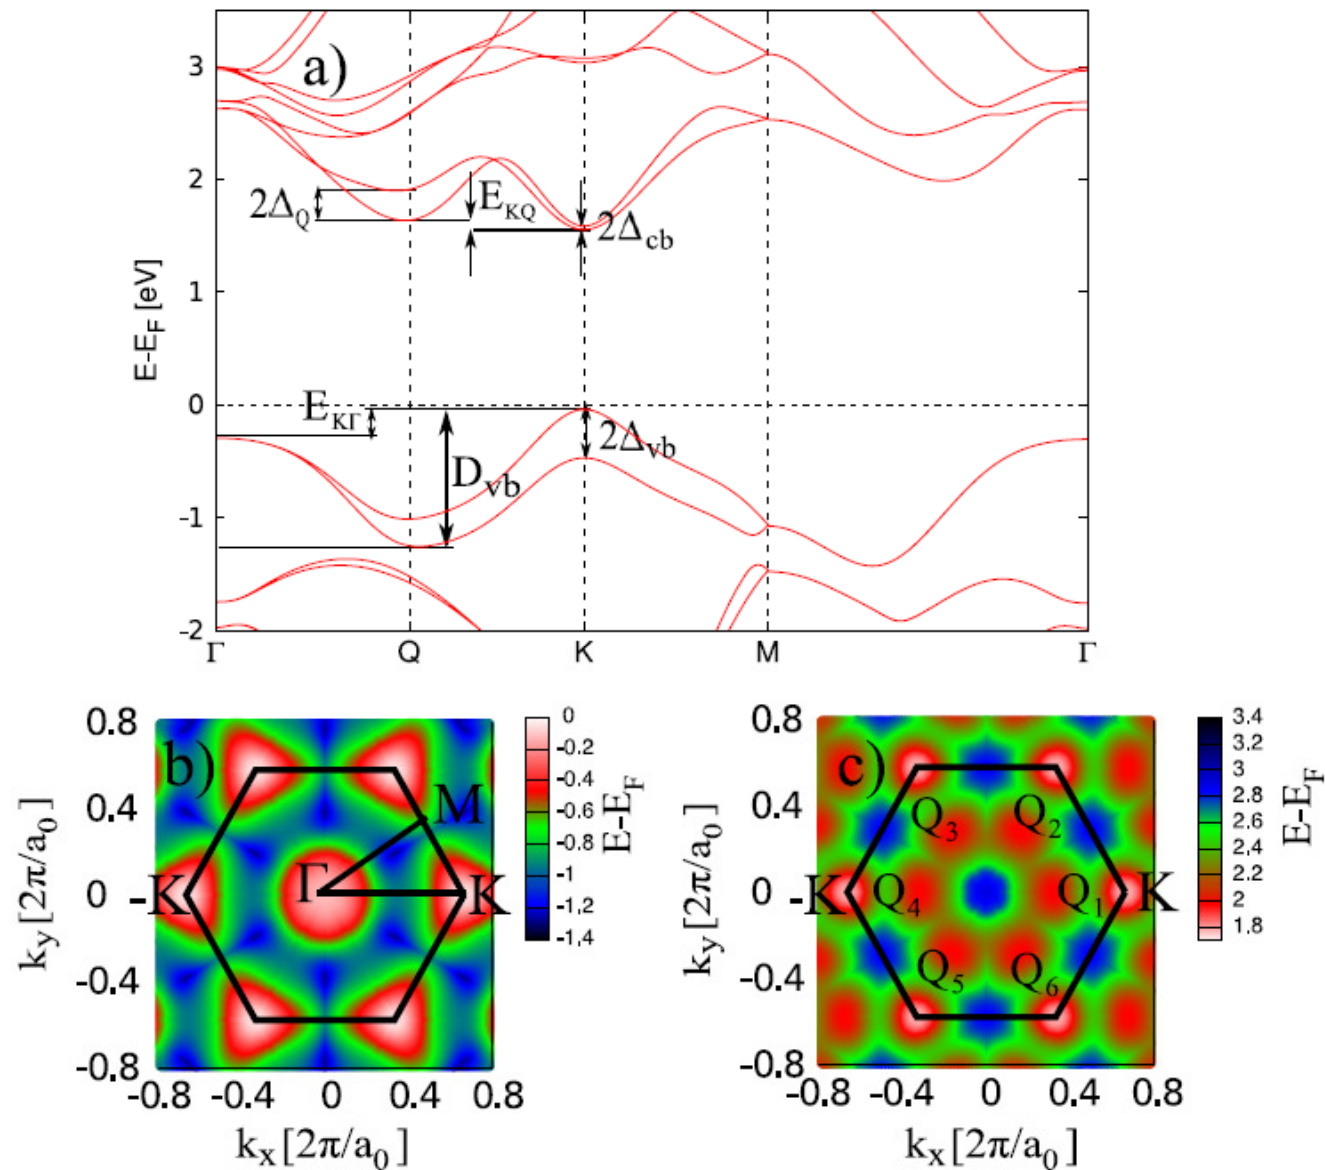 a)
3
2
1
0
-1
-2
E-E_F [eV]
2Δ_Q
E_KQ
2Δ_cb
E_KΓ
D_vb
2Δ_vb
Γ Q K M Γ
b)
0.8
0.4
0
-0.4
-0.8
k_y [2π/a_0]
M
-K Γ K
-0.8 -0.4 0 0.4 0.8
k_x [2π/a_0]
0
-0.2
-0.4
-0.6
-0.8
-1
-1,2
-1,4
E-E_F
c)
0.8
0.4
0
-0.4
-0.8
k_y [2π/a_0]
Q_3 Q_2
-K Q_4 Q_1 K
Q_5 Q_6
-0.8 -0.4 0 0.4 0.8
k_x [2π/a_0]
3.4
3.2
3
2.8
2.6
2.4
2.2
2
1.8
E-E_F